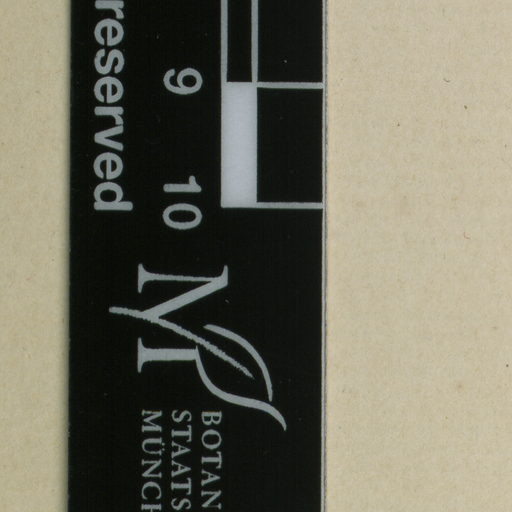 reserved
9 10
M
BOTAN
STAATS
MÜNCH